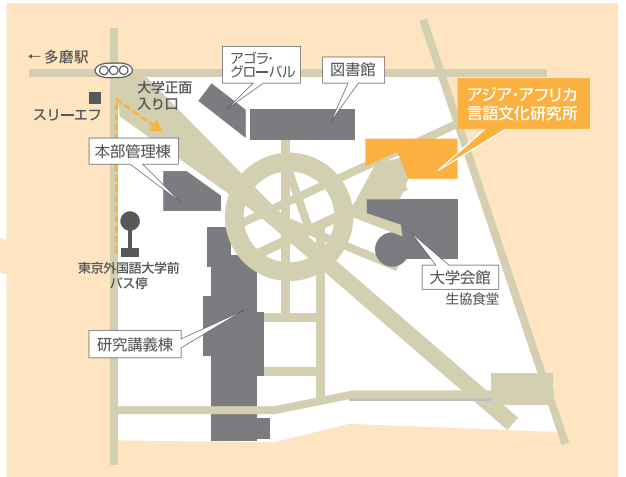 ← 多磨駅
大学正面
入り口
スリーエフ
アゴラ・
グローバル
図書館
アジア・アフリカ
言語文化研究所
本部管理棟
東京外国語大学前
バス停
大学会館
生協食堂
研究講義棟